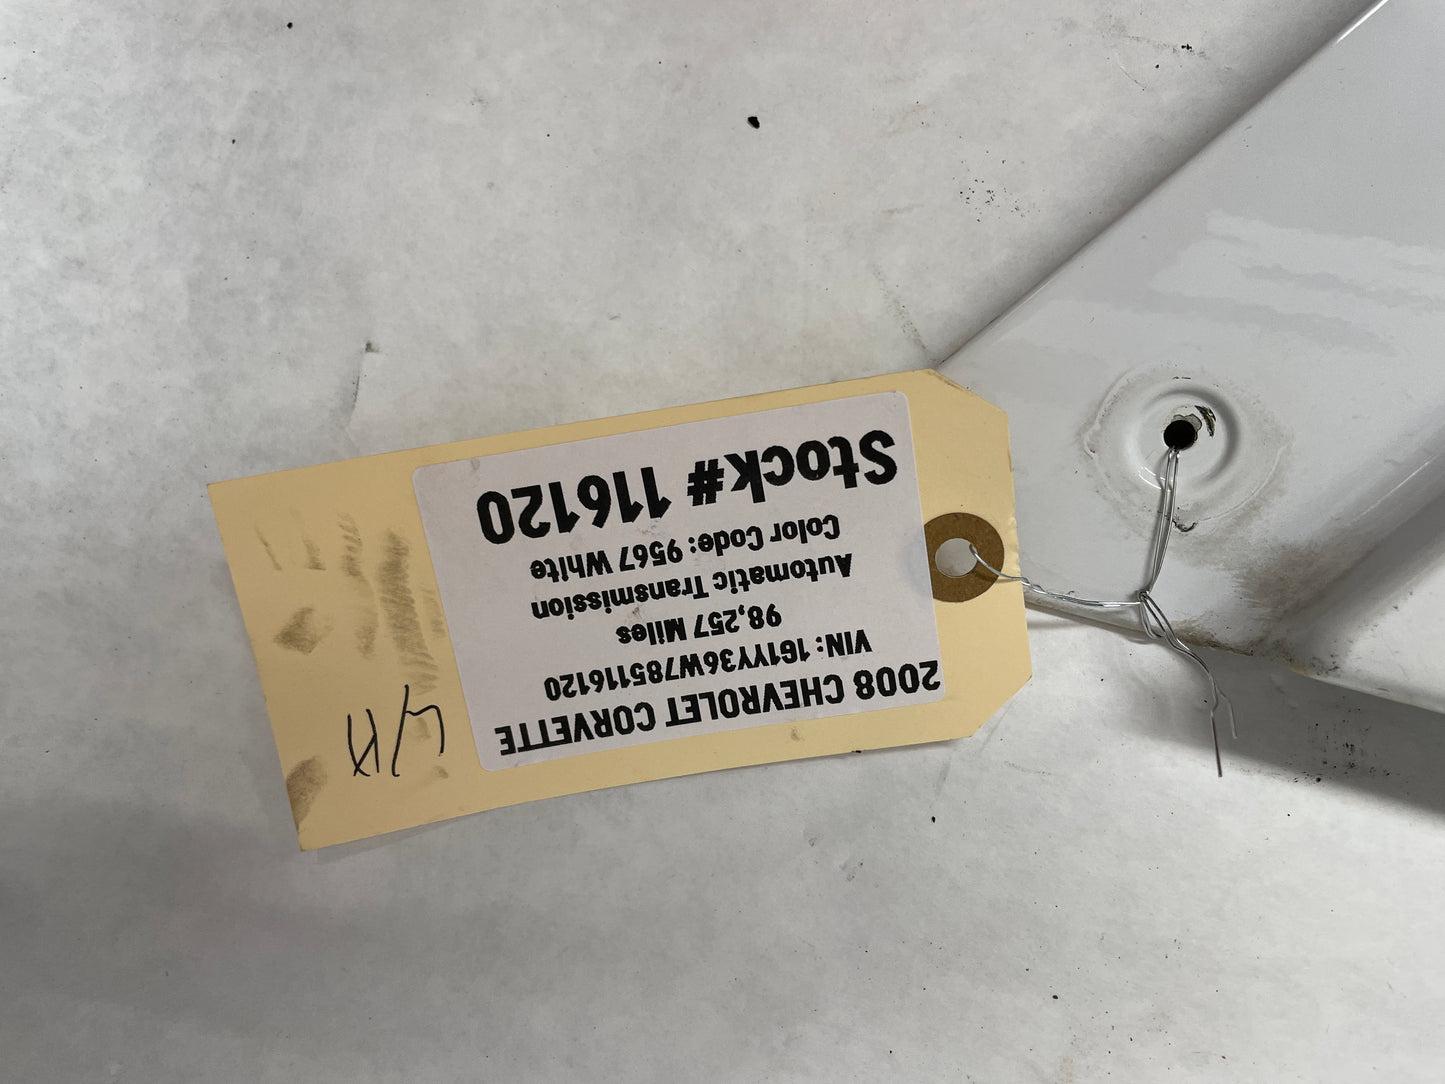 2008 CHEVROLET CORVETTE
VIN: 1G1YY36W785116120
98,257 Miles
Automatic Transmission
Color Code: 9567 White
Stock# 116120